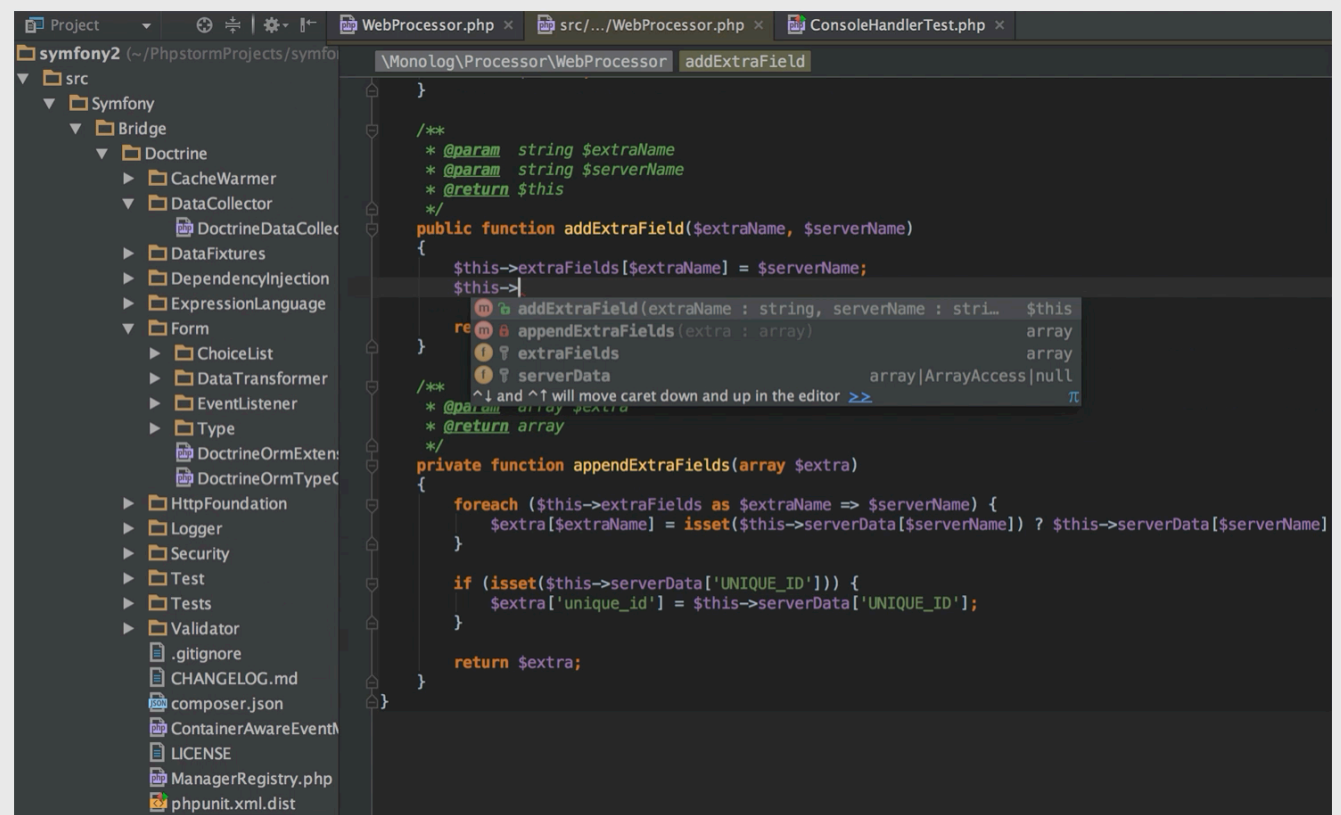 Project
WebProcessor.php
src/.../WebProcessor.php
ConsoleHandlerTest.php
symfony2 (~/PhpstormProjects/symfo
\Monolog\Processor\WebProcessor addExtraField
src
Symfony
Bridge
Doctrine
CacheWarmer
DataCollector
DoctrineDataCollec
DataFixtures
DependencyInjection
ExpressionLanguage
Form
ChoiceList
DataTransformer
EventListener
Type
DoctrineOrmExten
DoctrineOrmTypeG
HttpFoundation
Logger
Security
Test
Tests
Validator
.gitignore
CHANGELOG.md
composer.json
ContainerAwareEventM
LICENSE
ManagerRegistry.php
phpunit.xml.dist
}
/**
* @param string $extraName
* @param string $serverName
* @return $this
*/
public function addExtraField($extraName, $serverName)
{
$this->extraFields[$extraName] = $serverName;
$this->
m addExtraField(extraName : string, serverName : stri… $this
re
m appendExtraFields(extra : array) array
f extraFields array
}
f serverData array|ArrayAccess|null
^↓ and ^↑ will move caret down and up in the editor >> π
/**
* @param array $extra
* @return array
*/
private function appendExtraFields(array $extra)
{
foreach ($this->extraFields as $extraName => $serverName) {
$extra[$extraName] = isset($this->serverData[$serverName]) ? $this->serverData[$serverName]
}
if (isset($this->serverData['UNIQUE_ID'])) {
$extra['unique_id'] = $this->serverData['UNIQUE_ID'];
}
return $extra;
}
}